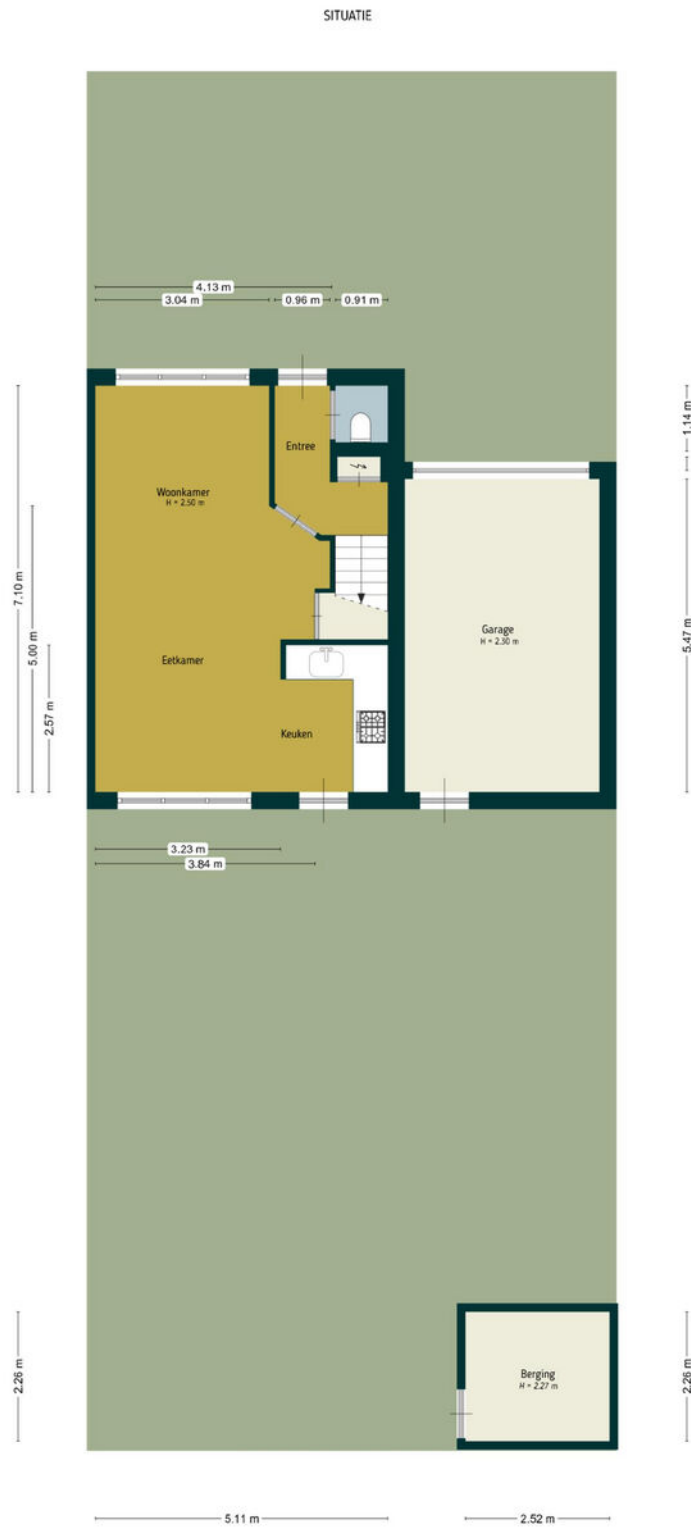 SITUATIE
4.13 m
3.04 m 0.96 m 0.91 m
1.14 m
Entree
Woonkamer
H = 2.50 m
7.10 m
5.00 m
5.47 m
Garage
H = 2.30 m
Eetkamer
2.57 m
Keuken
3.23 m
3.84 m
2.26 m
Berging
H = 2.27 m
2.26 m
5.11 m 2.52 m